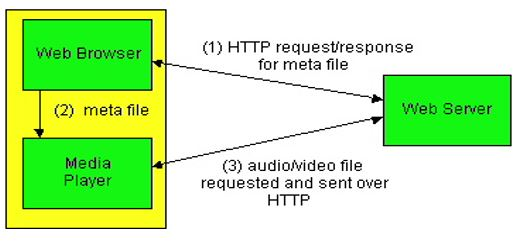 Web Browser
(1) HTTP request/response
for meta file
(2) meta file
Web Server
Media
Player
(3) audio/video file
requested and sent over
HTTP